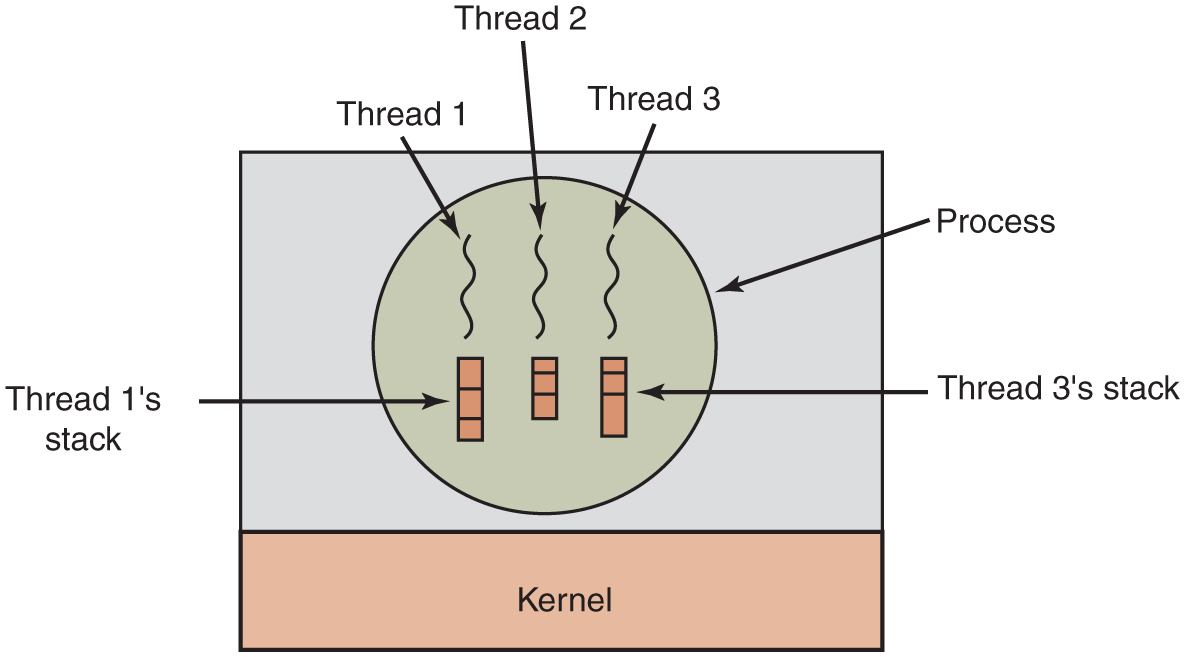 Thread 2
Thread 1
Thread 3
Process
Thread 1's
stack
Thread 3's stack
Kernel